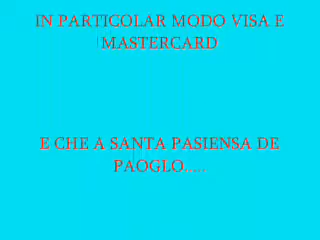 IN PARTICOLAR MODO VISA E
MASTERCARD
E CHE A SANTA PASIENSA DE
PAOGLO.....